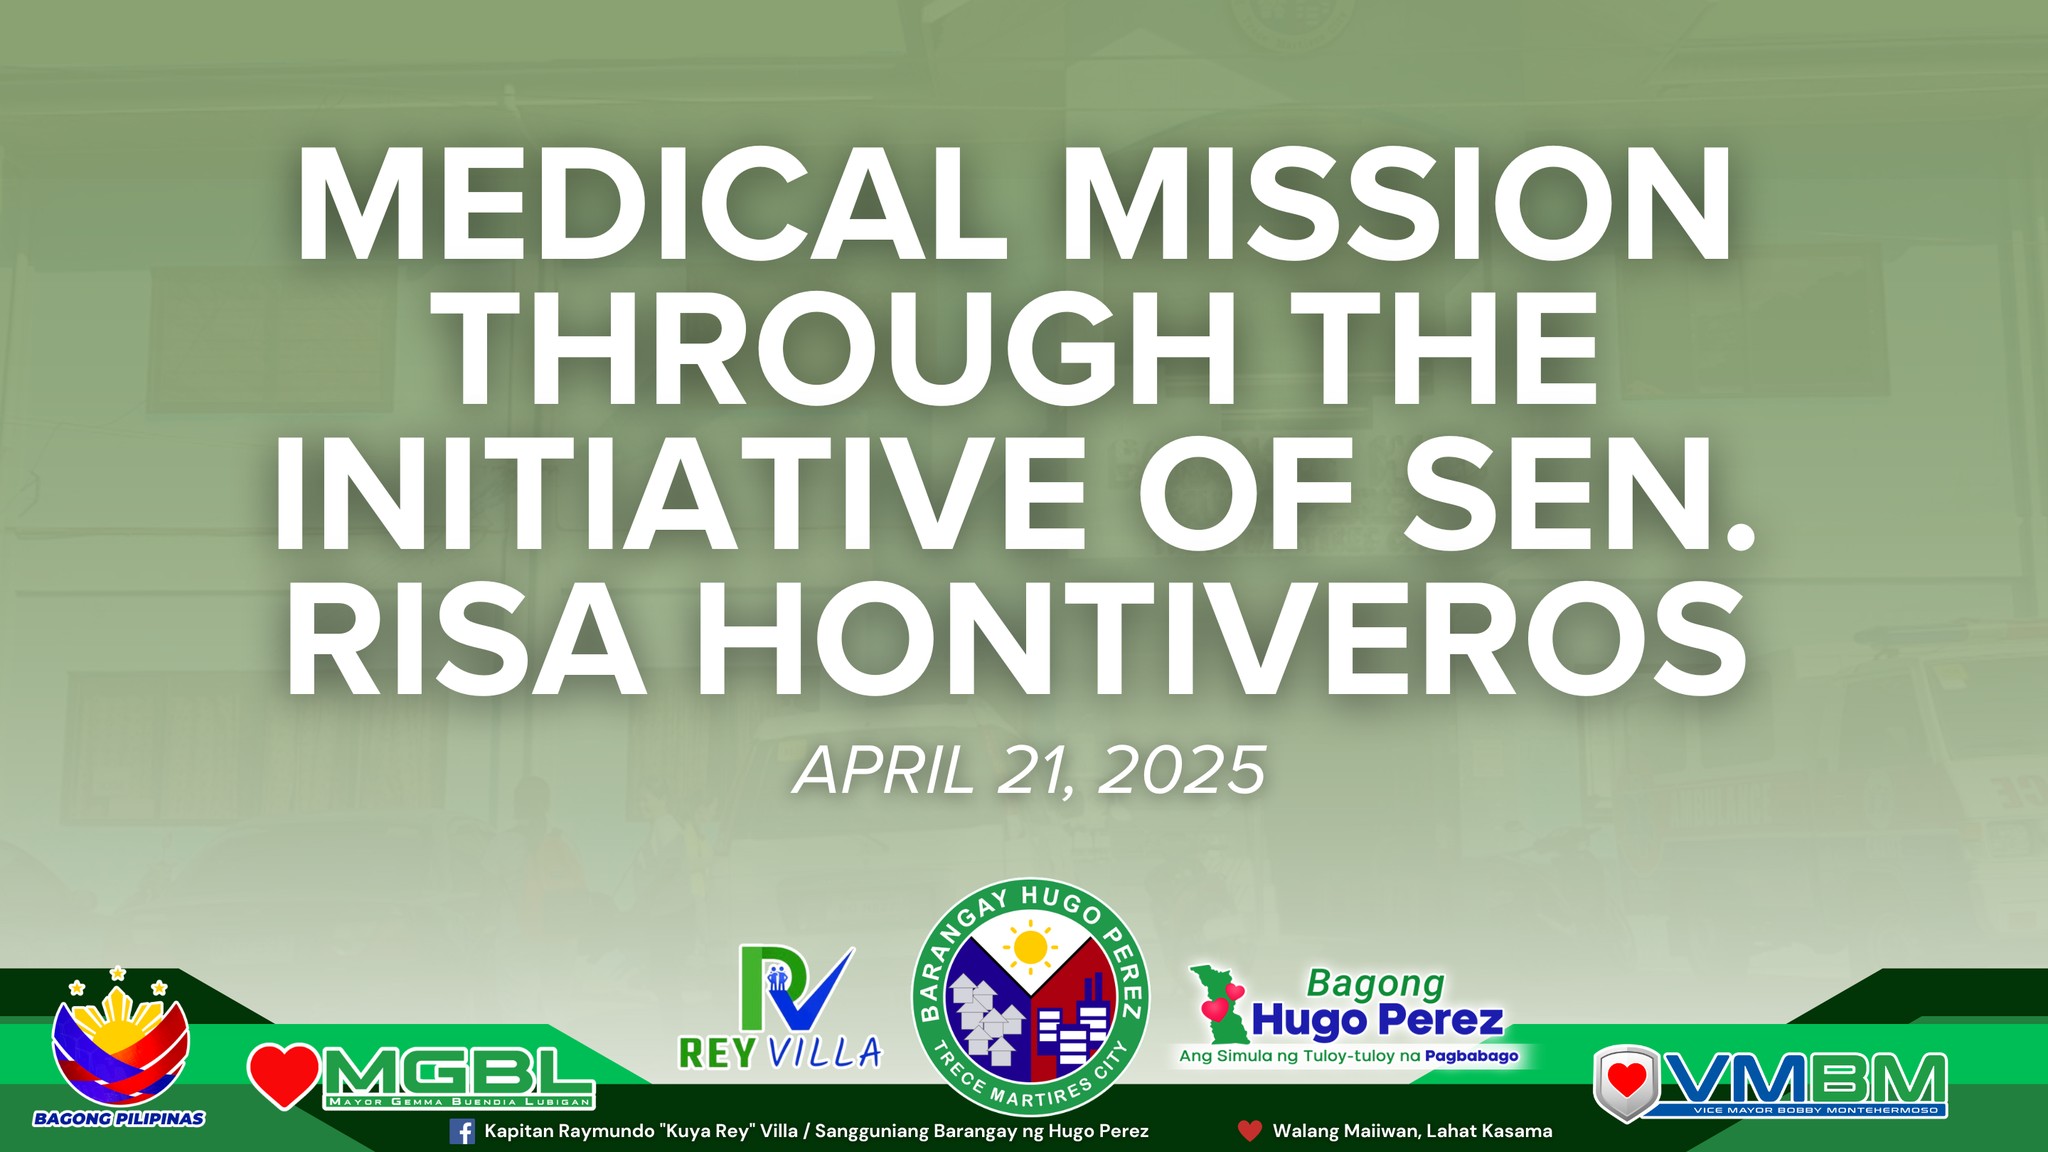 MEDICAL MISSION
THROUGH THE
INITIATIVE OF SEN.
RISA HONTIVEROS
APRIL 21, 2025
BAGONG PILIPINAS
MGBL
MAYOR GEMMA BUENDIA LUBIGAN
RV
REY VILLA
BARANGAY HUGO PEREZ
TRECE MARTIRES CITY
Bagong
Hugo Perez
Ang Simula ng Tuloy-tuloy na Pagbabago
VMBM
VICE MAYOR BOBBY MONTEHERMOSO
Kapitan Raymundo "Kuya Rey" Villa / Sangguniang Barangay ng Hugo Perez
Walang Maiiwan, Lahat Kasama